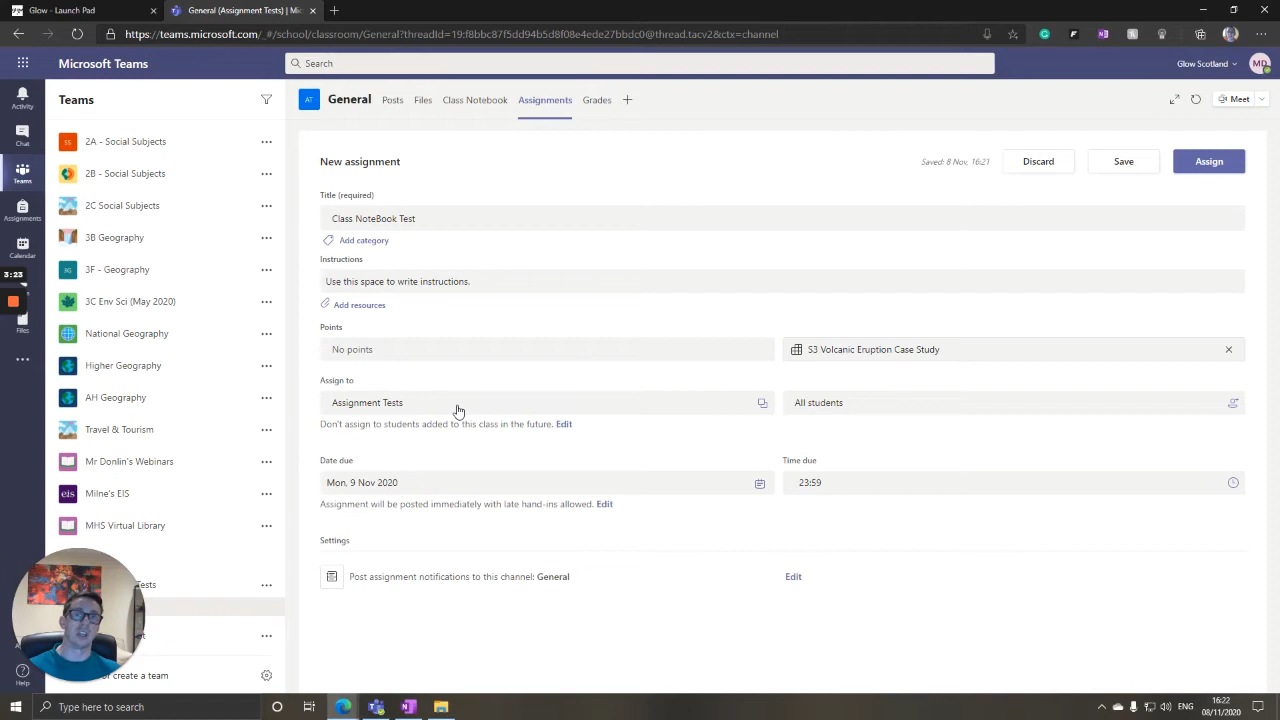 Glow - Launch Pad
General (Assignment Tests) | Mic
https://teams.microsoft.com/_#/school/classroom/General?threadId=19:f8bbc87f5dd94b5d8f08e4ede27bbdc0@thread.tacv2&ctx=channel
Microsoft Teams
Search
Glow Scotland
MD
Activity
Chat
Teams
Assignments
Calendar
3:23
Files
Help
Teams
SS
2A - Social Subjects
2B - Social Subjects
2C Social Subjects
3B Geography
3G
3F - Geography
3C Env Sci (May 2020)
National Geography
Higher Geography
AH Geography
Travel & Tourism
Mr Donlin's Webinars
eis
Milne's EIS
MHS Virtual Library
Tests
or create a team
AT
General
Posts
Files
Class Notebook
Assignments
Grades
Meet
New assignment
Saved: 8 Nov, 16:21
Discard
Save
Assign
Title (required)
Class NoteBook Test
Add category
Instructions
Use this space to write instructions.
Add resources
Points
No points
S3 Volcanic Eruption Case Study
Assign to
Assignment Tests
All students
Don't assign to students added to this class in the future. Edit
Date due
Time due
Mon, 9 Nov 2020
23:59
Assignment will be posted immediately with late hand-ins allowed. Edit
Settings
Post assignment notifications to this channel: General
Edit
Type here to search
ENG
16:22
08/11/2020